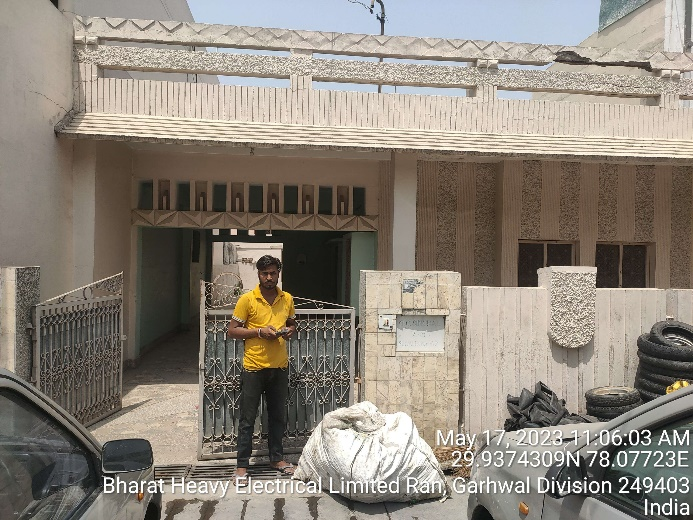 May 17, 2023 11:06:03 AM
29.9374309N 78.07723E
Bharat Heavy Electrical Limited Ran, Garhwal Division 249403
India